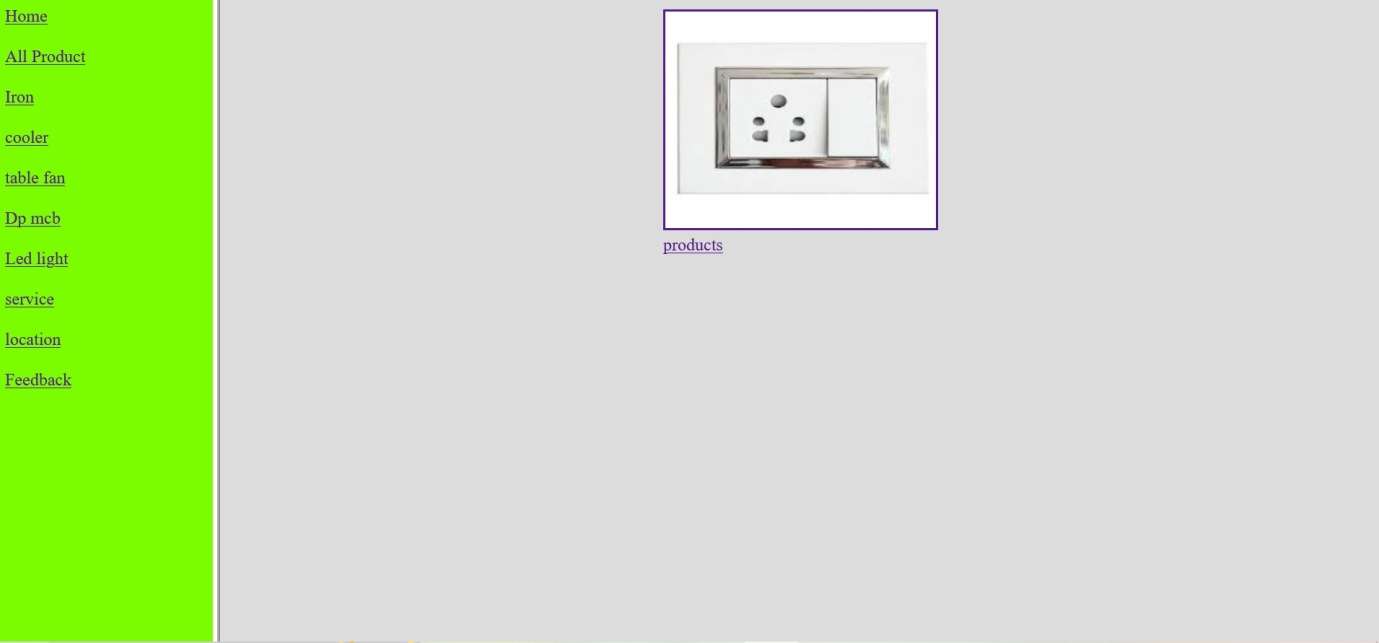 Home
All Product
Iron
cooler
table fan
Dp mcb
Led light
service
location
Feedback
products